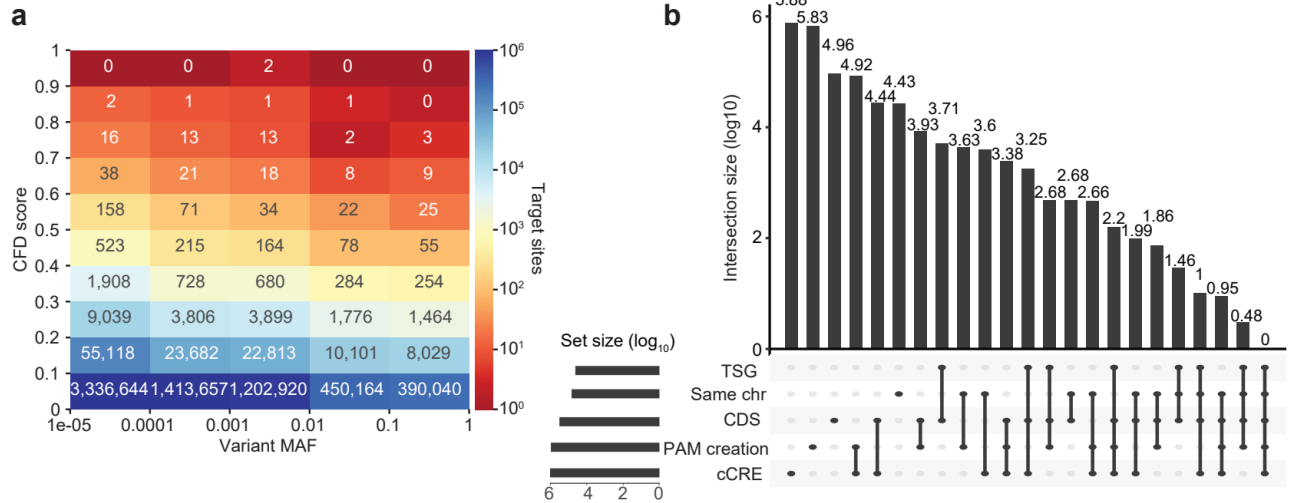 a
b
CFD score
1
0.9
0.8
0.7
0.6
0.5
0.4
0.3
0.2
0.1
0
0 0 2 0 0
2 1 1 1 0
16 13 13 2 3
38 21 18 8 9
158 71 34 22 25
523 215 164 78 55
1,908 728 680 284 254
9,039 3,806 3,899 1,776 1,464
55,118 23,682 22,813 10,101 8,029
3,336,644 1,413,657 1,202,920 450,164 390,040
1e-05 0.0001 0.001 0.01 0.1 1
Variant MAF
10⁶
10⁵
10⁴
10³
10²
10¹
10⁰
Target sites
Intersection size (log10)
6
4
2
0
5.88
5.83
4.96
4.92
4.44
4.43
3.93
3.71
3.63
3.6
3.38
3.25
2.68
2.68
2.66
2.2
1.99
1.86
1.46
1
0.95
0.48
0
Set size (log₁₀)
TSG
Same chr
CDS
PAM creation
cCRE
6 4 2 0